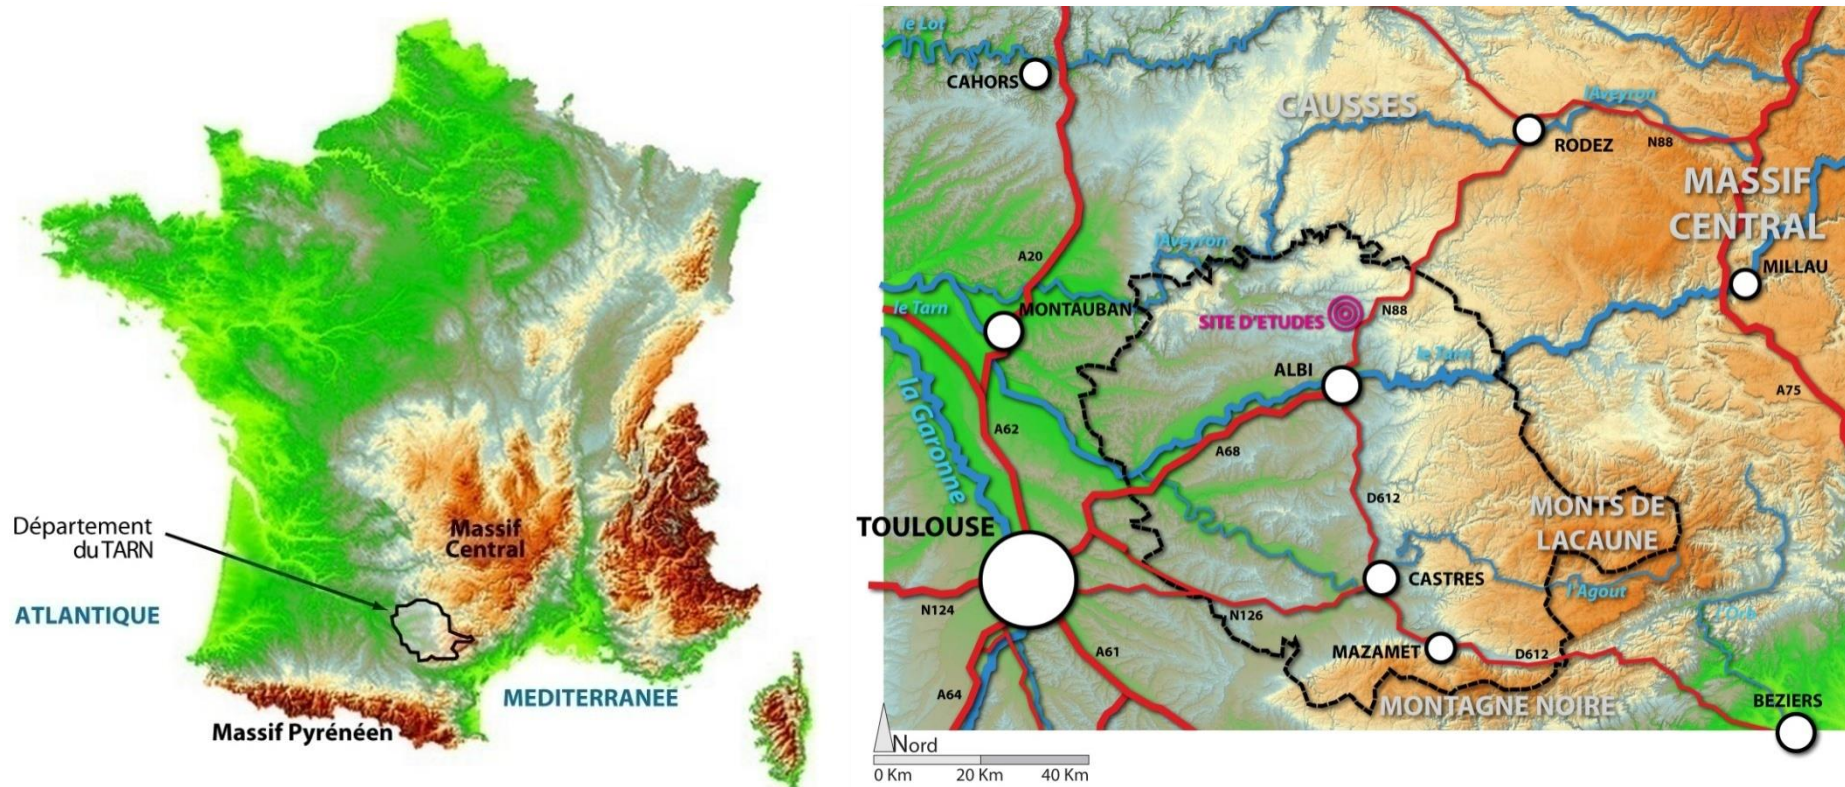 Département
du TARN
ATLANTIQUE
Massif
Central
MEDITERRANEE
Massif Pyrénéen
le Lot
CAHORS
CAUSSES
l'Aveyron
RODEZ
N88
MASSIF
CENTRAL
A20
l'Aveyron
MILLAU
le Tarn
MONTAUBAN
SITE D'ETUDES
N88
le Tarn
ALBI
la Garonne
A62
A68
A75
D612
TOULOUSE
MONTS DE
LACAUNE
CASTRES
l'Agout
N124
N126
l'Orb
A61
MAZAMET
D612
A64
MONTAGNE NOIRE
BEZIERS
Nord
0 Km 20 Km 40 Km